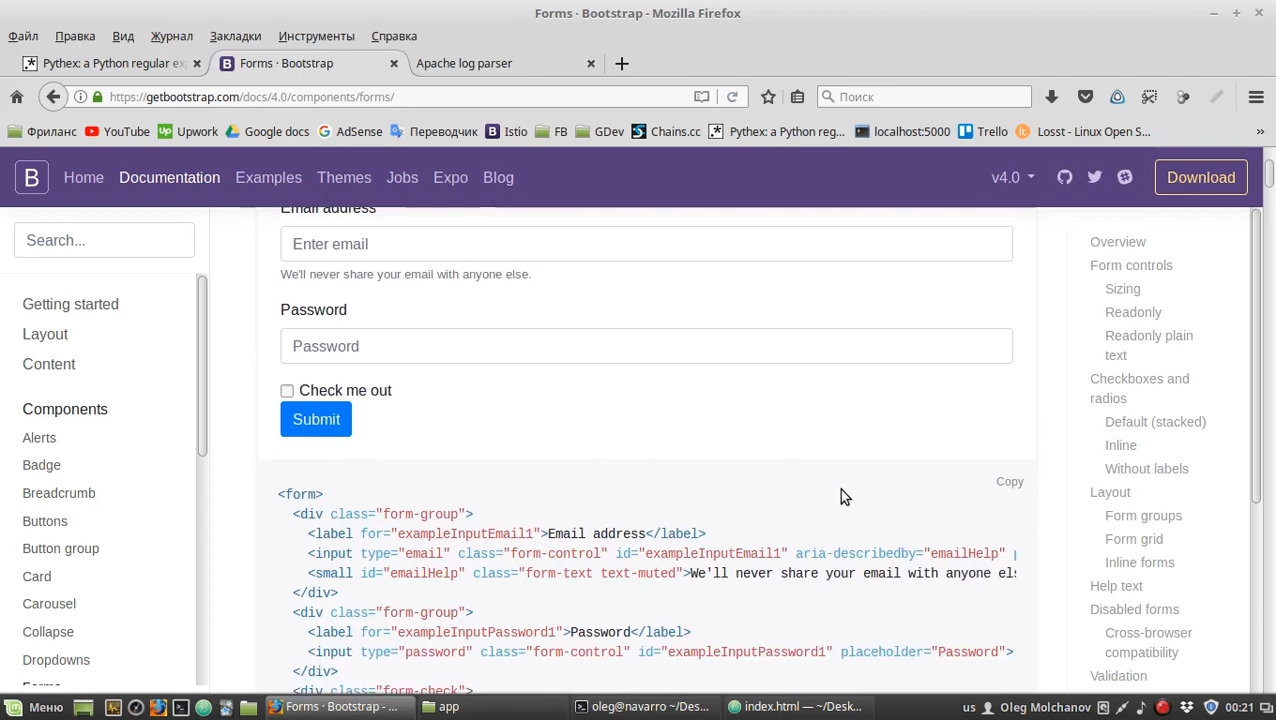 Forms · Bootstrap - Mozilla Firefox
Файл Правка Вид Журнал Закладки Инструменты Справка
Pythex: a Python regular ex
Forms · Bootstrap
Apache log parser
https://getbootstrap.com/docs/4.0/components/forms/
Поиск
Фриланс YouTube Upwork Google docs AdSense Переводчик Istio FB GDev Chains.cc Pythex: a Python reg... localhost:5000 Trello Losst - Linux Open S...
B Home Documentation Examples Themes Jobs Expo Blog v4.0 Download
Search...
Getting started
Layout
Content
Components
Alerts
Badge
Breadcrumb
Buttons
Button group
Card
Carousel
Collapse
Dropdowns
Forms
Email address
Enter email
We'll never share your email with anyone else.
Password
Password
Check me out
Submit
Copy
<form>
<div class="form-group">
<label for="exampleInputEmail1">Email address</label>
<input type="email" class="form-control" id="exampleInputEmail1" aria-describedby="emailHelp" p
<small id="emailHelp" class="form-text text-muted">We'll never share your email with anyone els
</div>
<div class="form-group">
<label for="exampleInputPassword1">Password</label>
<input type="password" class="form-control" id="exampleInputPassword1" placeholder="Password">
</div>
<div class="form-check">
Overview
Form controls
Sizing
Readonly
Readonly plain
text
Checkboxes and
radios
Default (stacked)
Inline
Without labels
Layout
Form groups
Form grid
Inline forms
Help text
Disabled forms
Cross-browser
compatibility
Validation
Меню Forms · Bootstrap - ... app oleg@navarro ~/Des... index.html — ~/Desk... us Oleg Molchanov 00:21